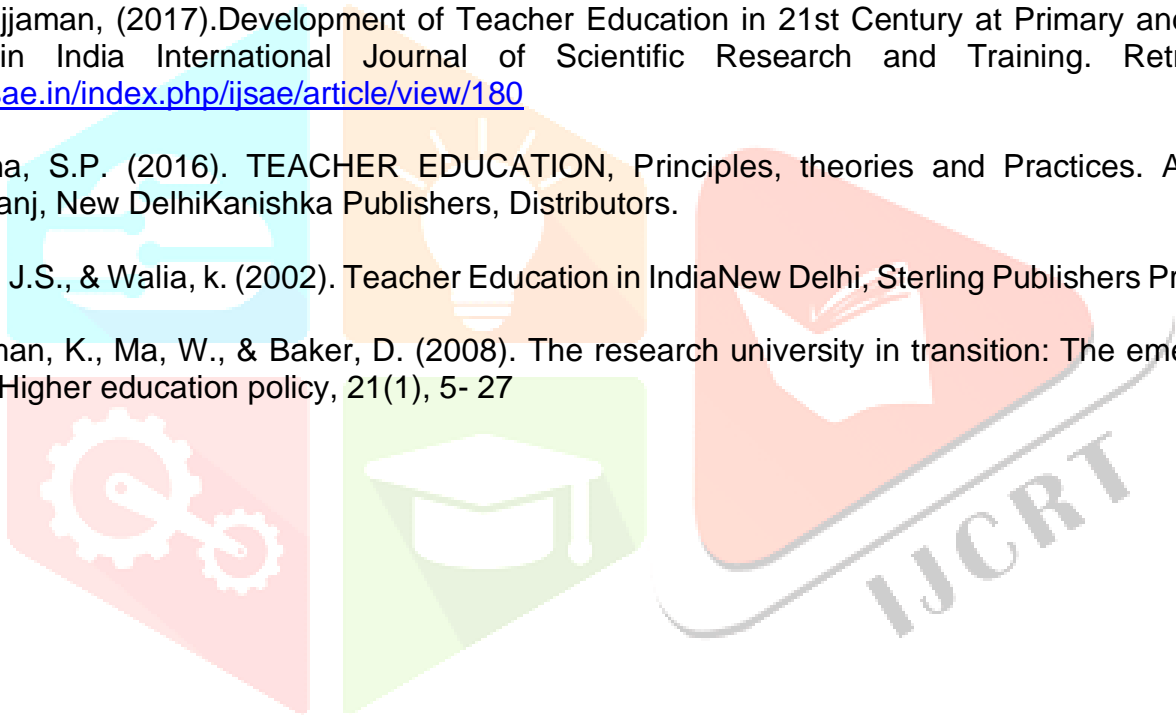 jjaman, (2017).Development of Teacher Education in 21st Century at Primary and
in India International Journal of Scientific Research and Training. Retr
sae.in/index.php/ijsae/article/view/180
na, S.P. (2016). TEACHER EDUCATION, Principles, theories and Practices. A
anj, New DelhiKanishka Publishers, Distributors.
J.S., & Walia, k. (2002). Teacher Education in IndiaNew Delhi, Sterling Publishers Pr
nan, K., Ma, W., & Baker, D. (2008). The research university in transition: The eme
Higher education policy, 21(1), 5- 27
IJCRT